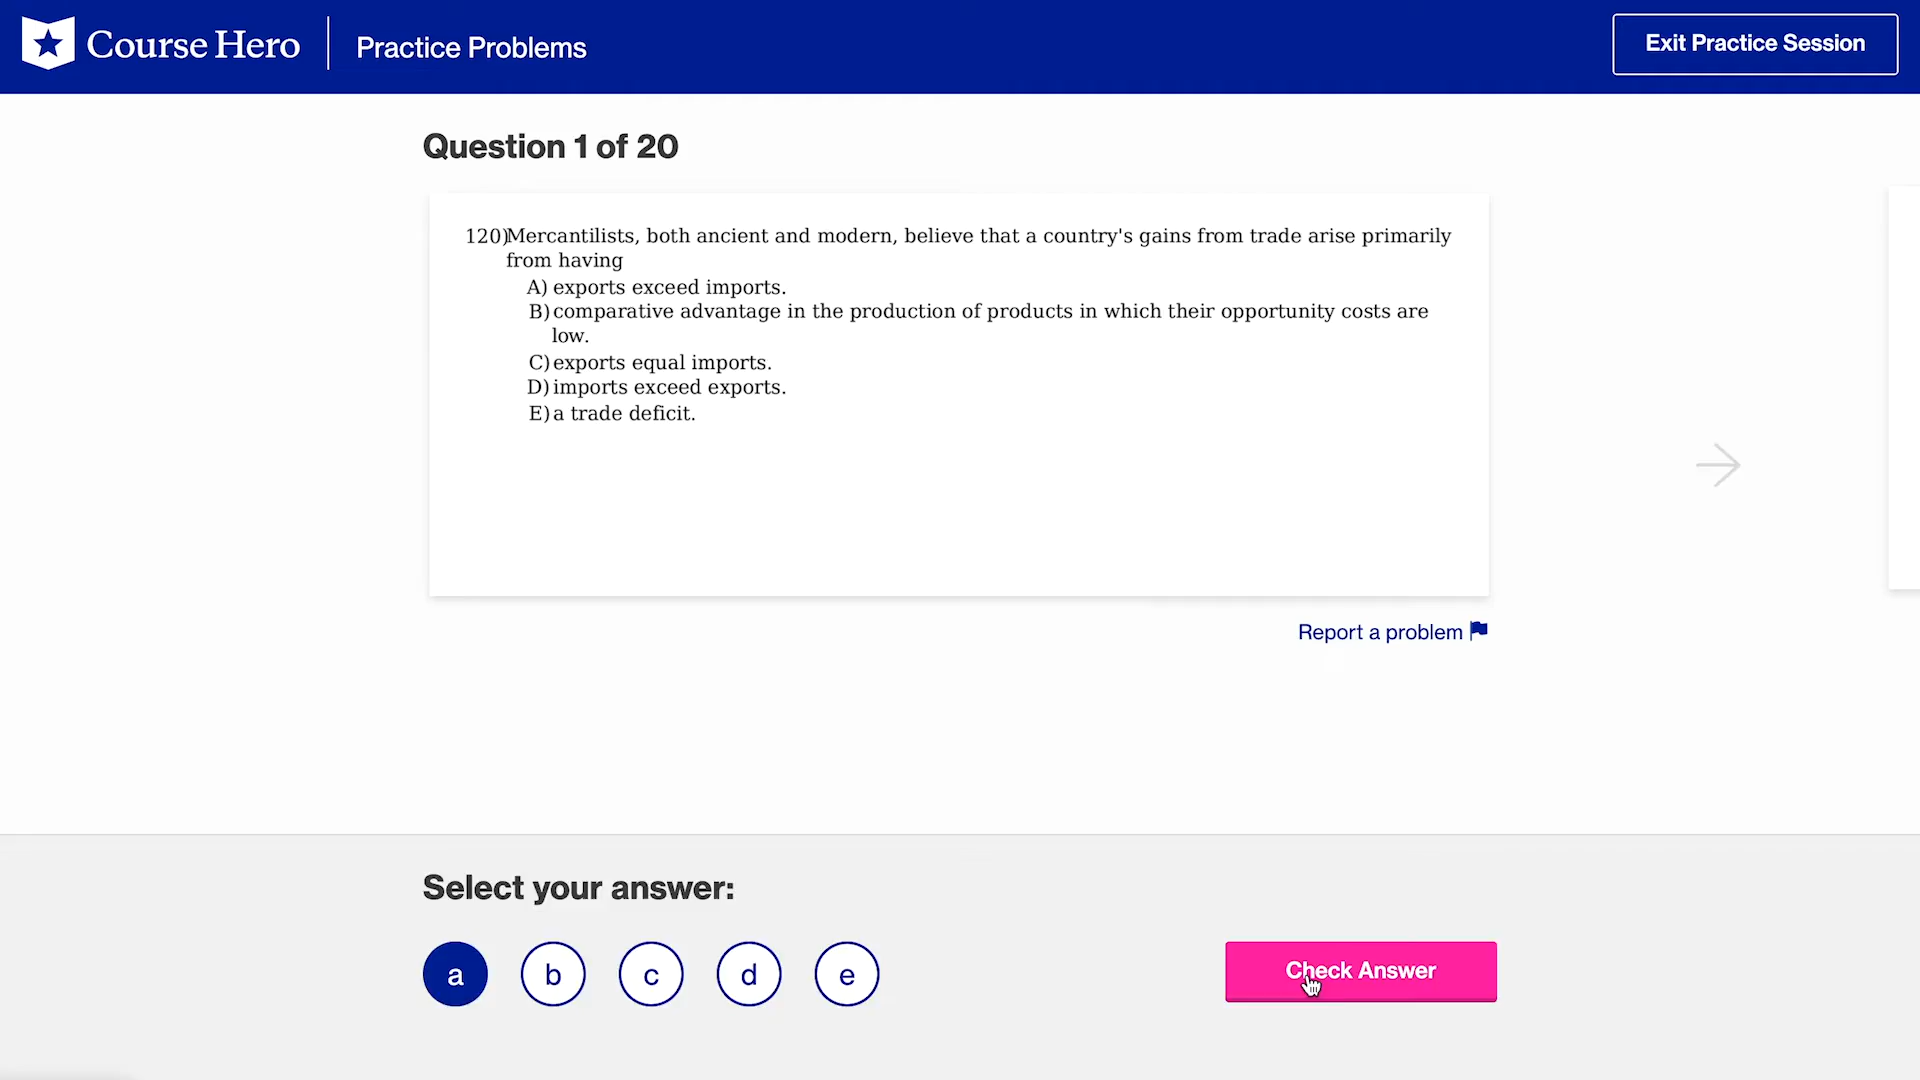 Course Hero
Practice Problems
Exit Practice Session
Question 1 of 20
120)Mercantilists, both ancient and modern, believe that a country's gains from trade arise primarily
from having
A) exports exceed imports.
B) comparative advantage in the production of products in which their opportunity costs are
low.
C) exports equal imports.
D) imports exceed exports.
E) a trade deficit.
Report a problem
Select your answer:
a b c d e
Check Answer